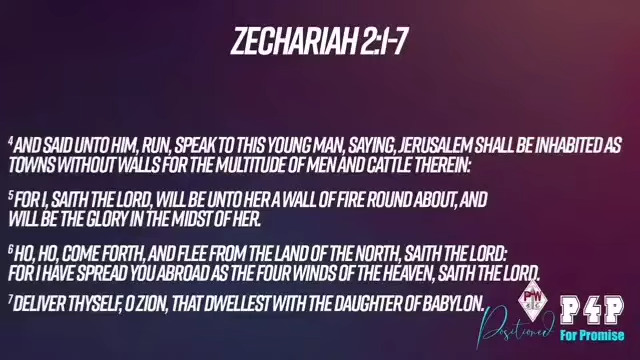 ZECHARIAH 2:1-7
4 AND SAID UNTO HIM, RUN, SPEAK TO THIS YOUNG MAN, SAYING, JERUSALEM SHALL BE INHABITED AS
TOWNS WITHOUT WALLS FOR THE MULTITUDE OF MEN AND CATTLE THEREIN:
5 FOR I, SAITH THE LORD, WILL BE UNTO HER A WALL OF FIRE ROUND ABOUT, AND
WILL BE THE GLORY IN THE MIDST OF HER.
6 HO, HO, COME FORTH, AND FLEE FROM THE LAND OF THE NORTH, SAITH THE LORD:
FOR I HAVE SPREAD YOU ABROAD AS THE FOUR WINDS OF THE HEAVEN, SAITH THE LORD.
7 DELIVER THYSELF, O ZION, THAT DWELLEST WITH THE DAUGHTER OF BABYLON.
P4P
Positioned
For Promise